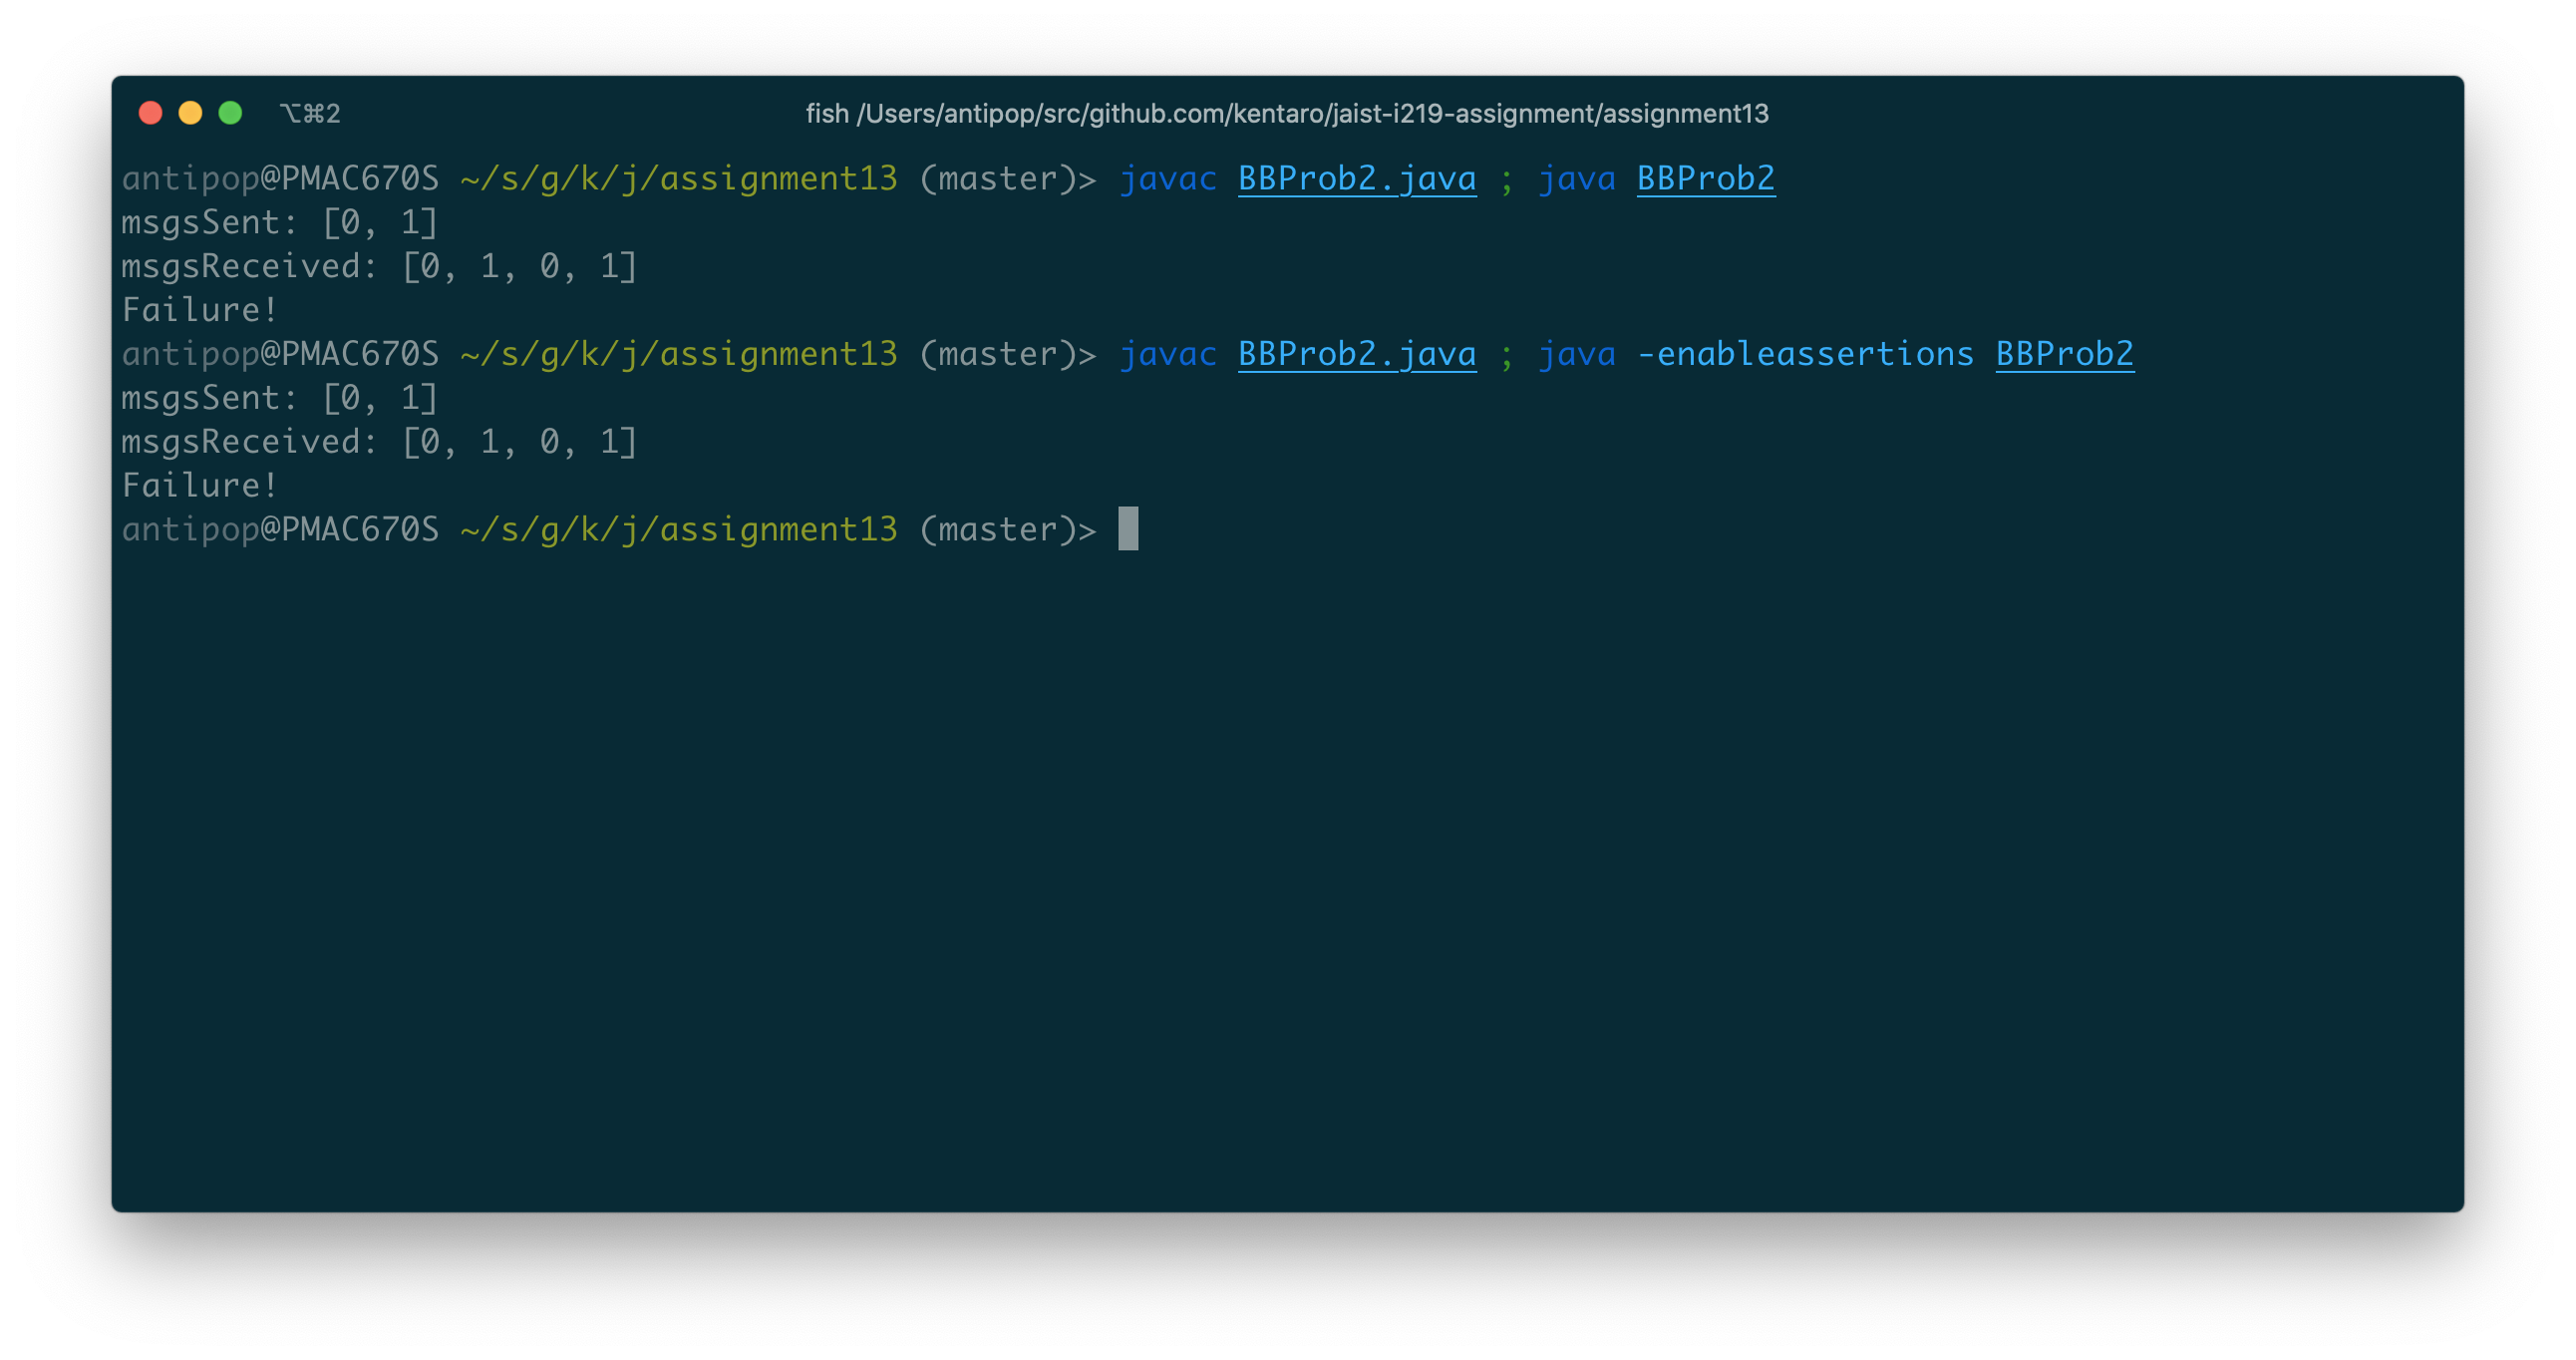 ⌥⌘2
fish /Users/antipop/src/github.com/kentaro/jaist-i219-assignment/assignment13
antipop@PMAC670S ~/s/g/k/j/assignment13 (master)> javac BBProb2.java ; java BBProb2
msgsSent: [0, 1]
msgsReceived: [0, 1, 0, 1]
Failure!
antipop@PMAC670S ~/s/g/k/j/assignment13 (master)> javac BBProb2.java ; java -enableassertions BBProb2
msgsSent: [0, 1]
msgsReceived: [0, 1, 0, 1]
Failure!
antipop@PMAC670S ~/s/g/k/j/assignment13 (master)>